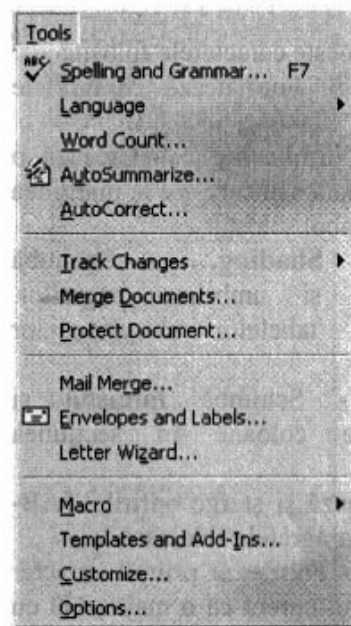 Tools
ABC
Spelling and Grammar... F7
Language
Word Count...
AutoSummarize...
AutoCorrect...
Track Changes
Merge Documents...
Protect Document...
Mail Merge...
Envelopes and Labels...
Letter Wizard...
Macro
Templates and Add-Ins...
Customize...
Options...